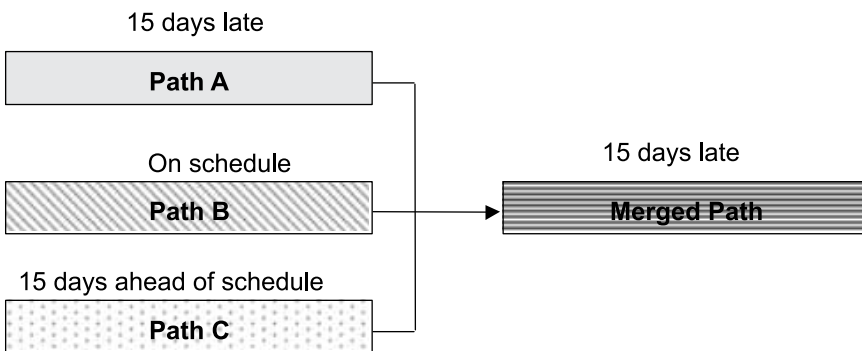 15 days late
Path A
On schedule
Path B
15 days ahead of schedule
Path C
15 days late
Merged Path